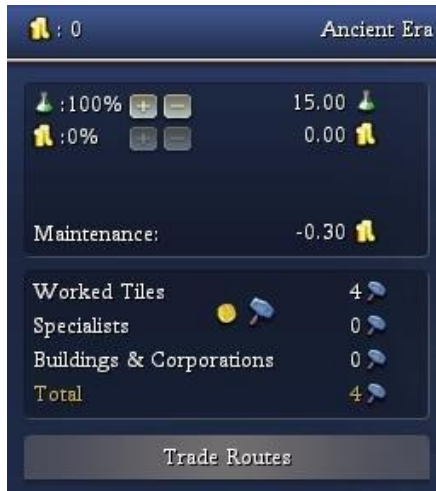 : 0 Ancient Era
:100% + - 15.00
:0% + - 0.00
Maintenance: -0.30
Worked Tiles 4
Specialists 0
Buildings & Corporations 0
Total 4
Trade Routes